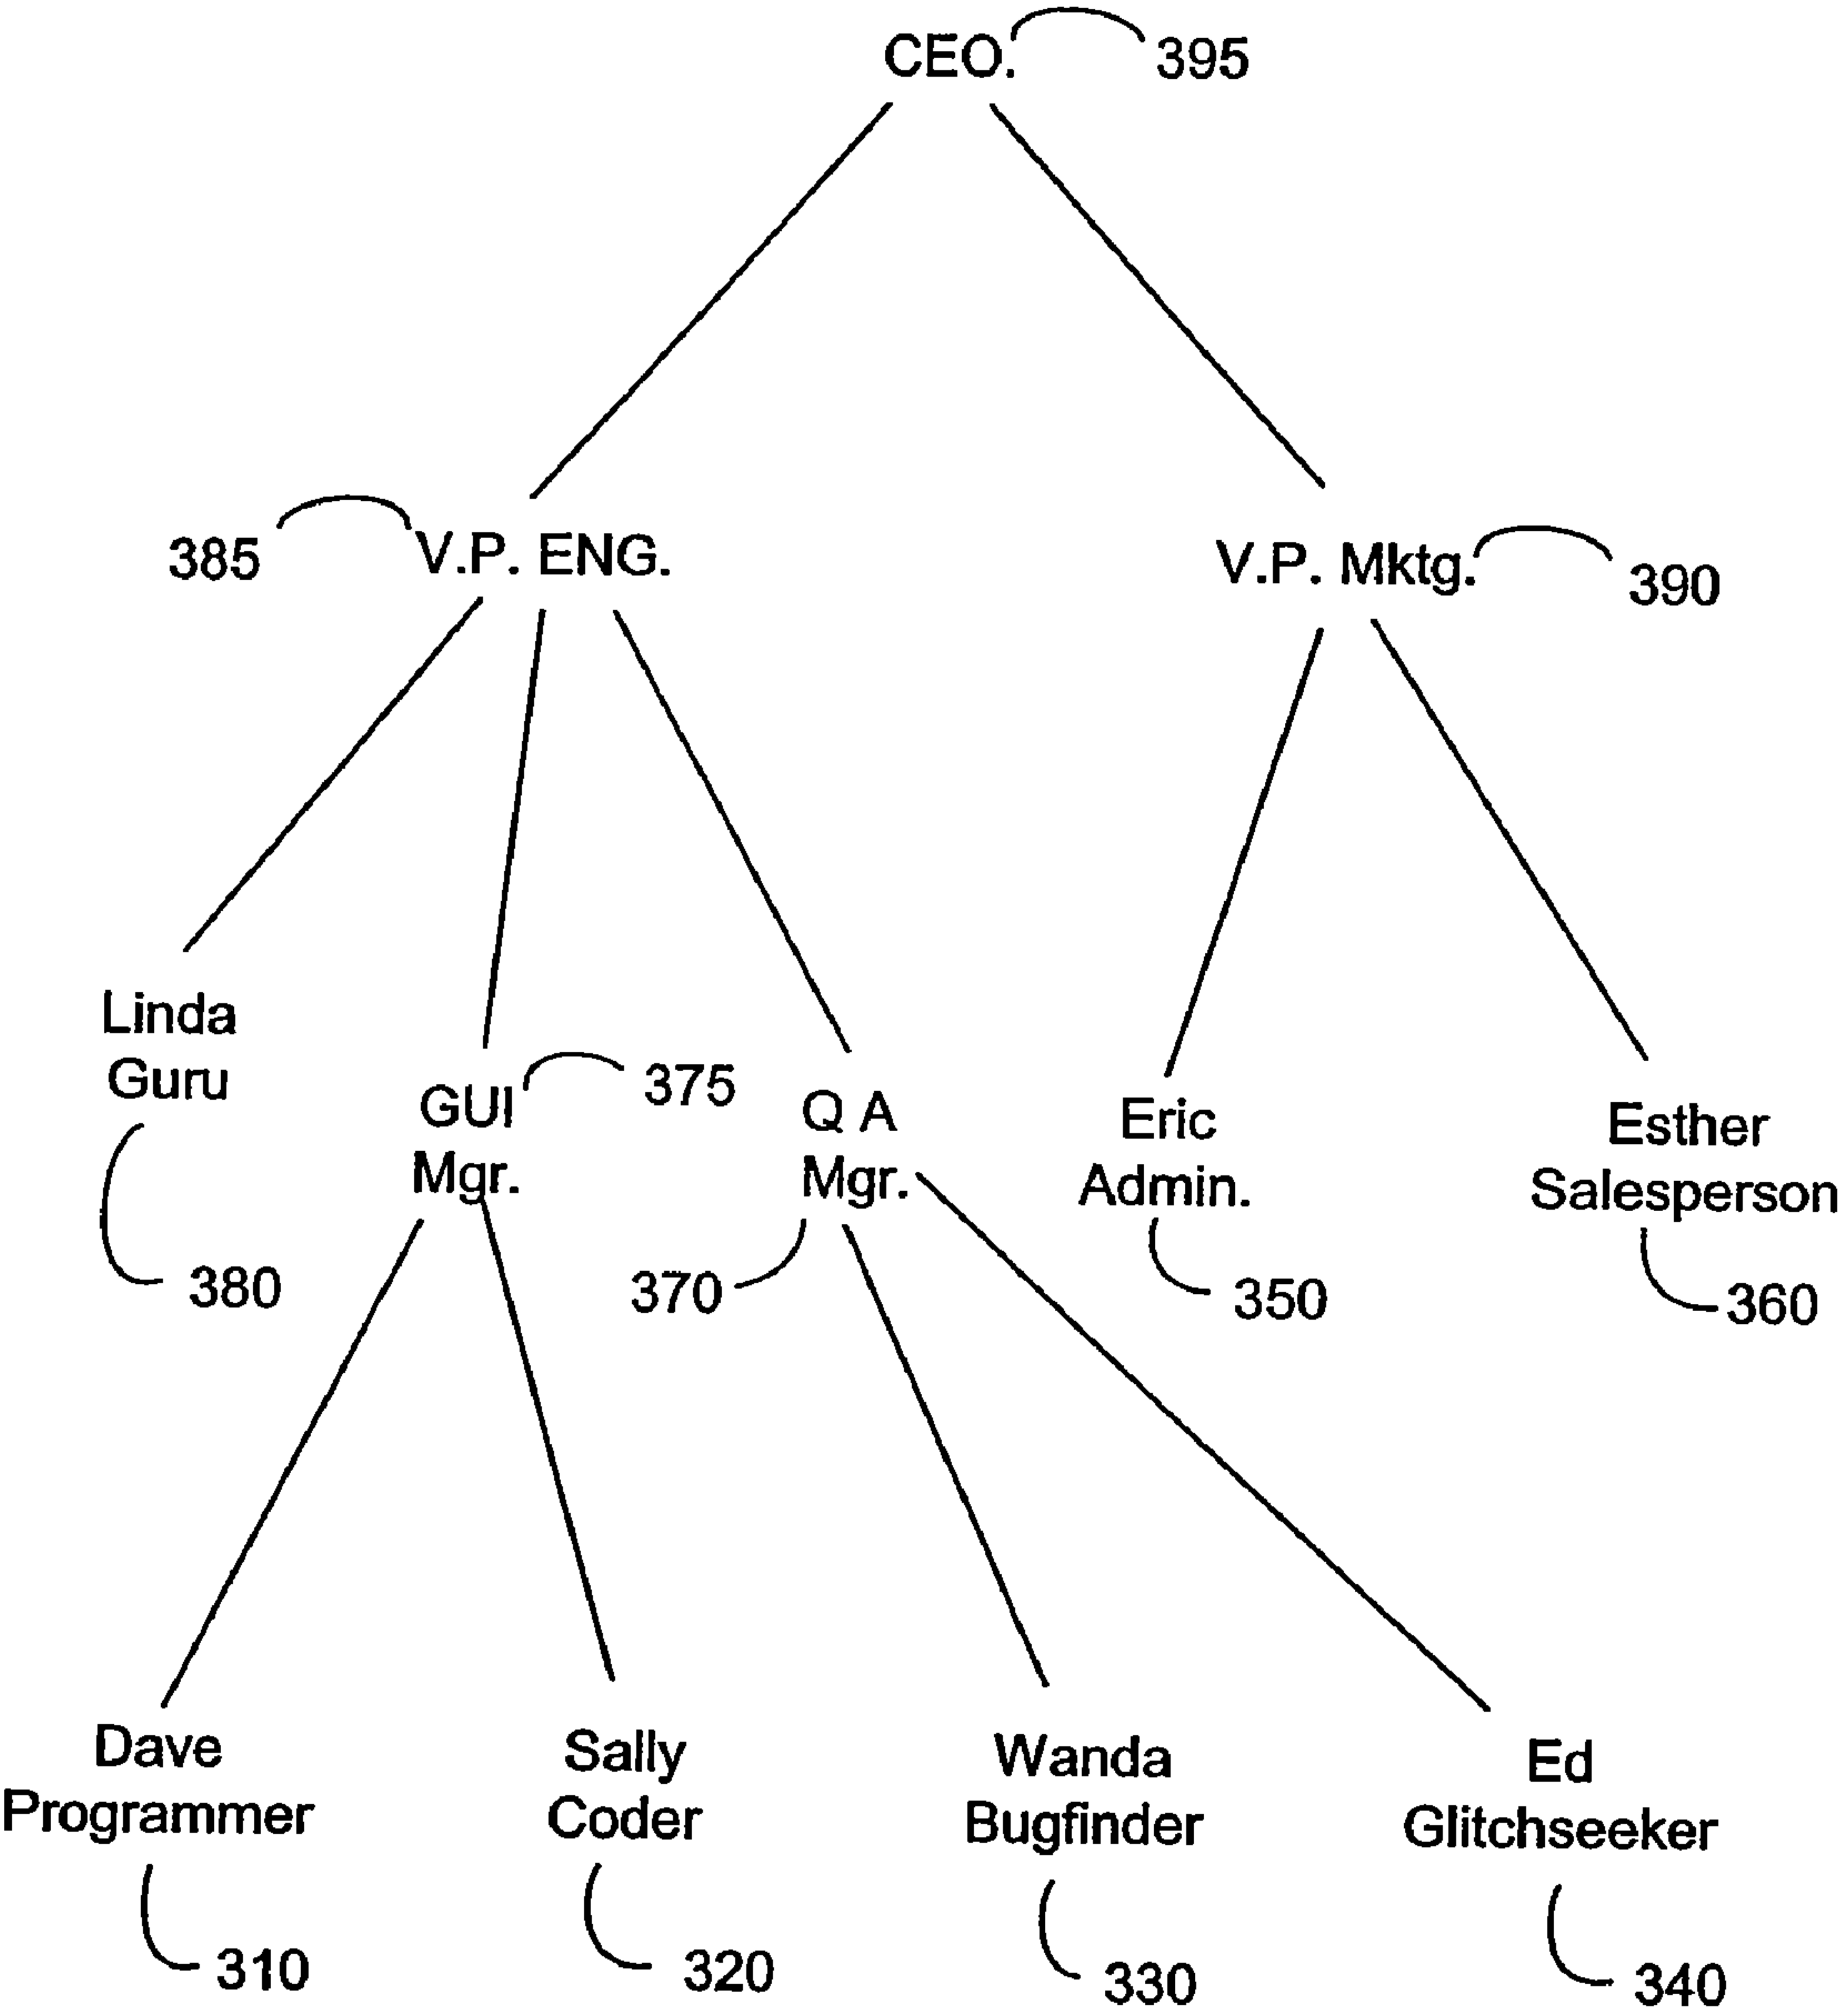 CEO. 395
385 V.P. ENG.
V.P. Mktg. 390
Linda
Guru
380
GUI 375
Mgr.
Q A
Mgr.
370
Eric
Admin.
350
Esther
Salesperson
360
Dave
Programmer
310
Sally
Coder
320
Wanda
Bugfinder
330
Ed
Glitchseeker
340